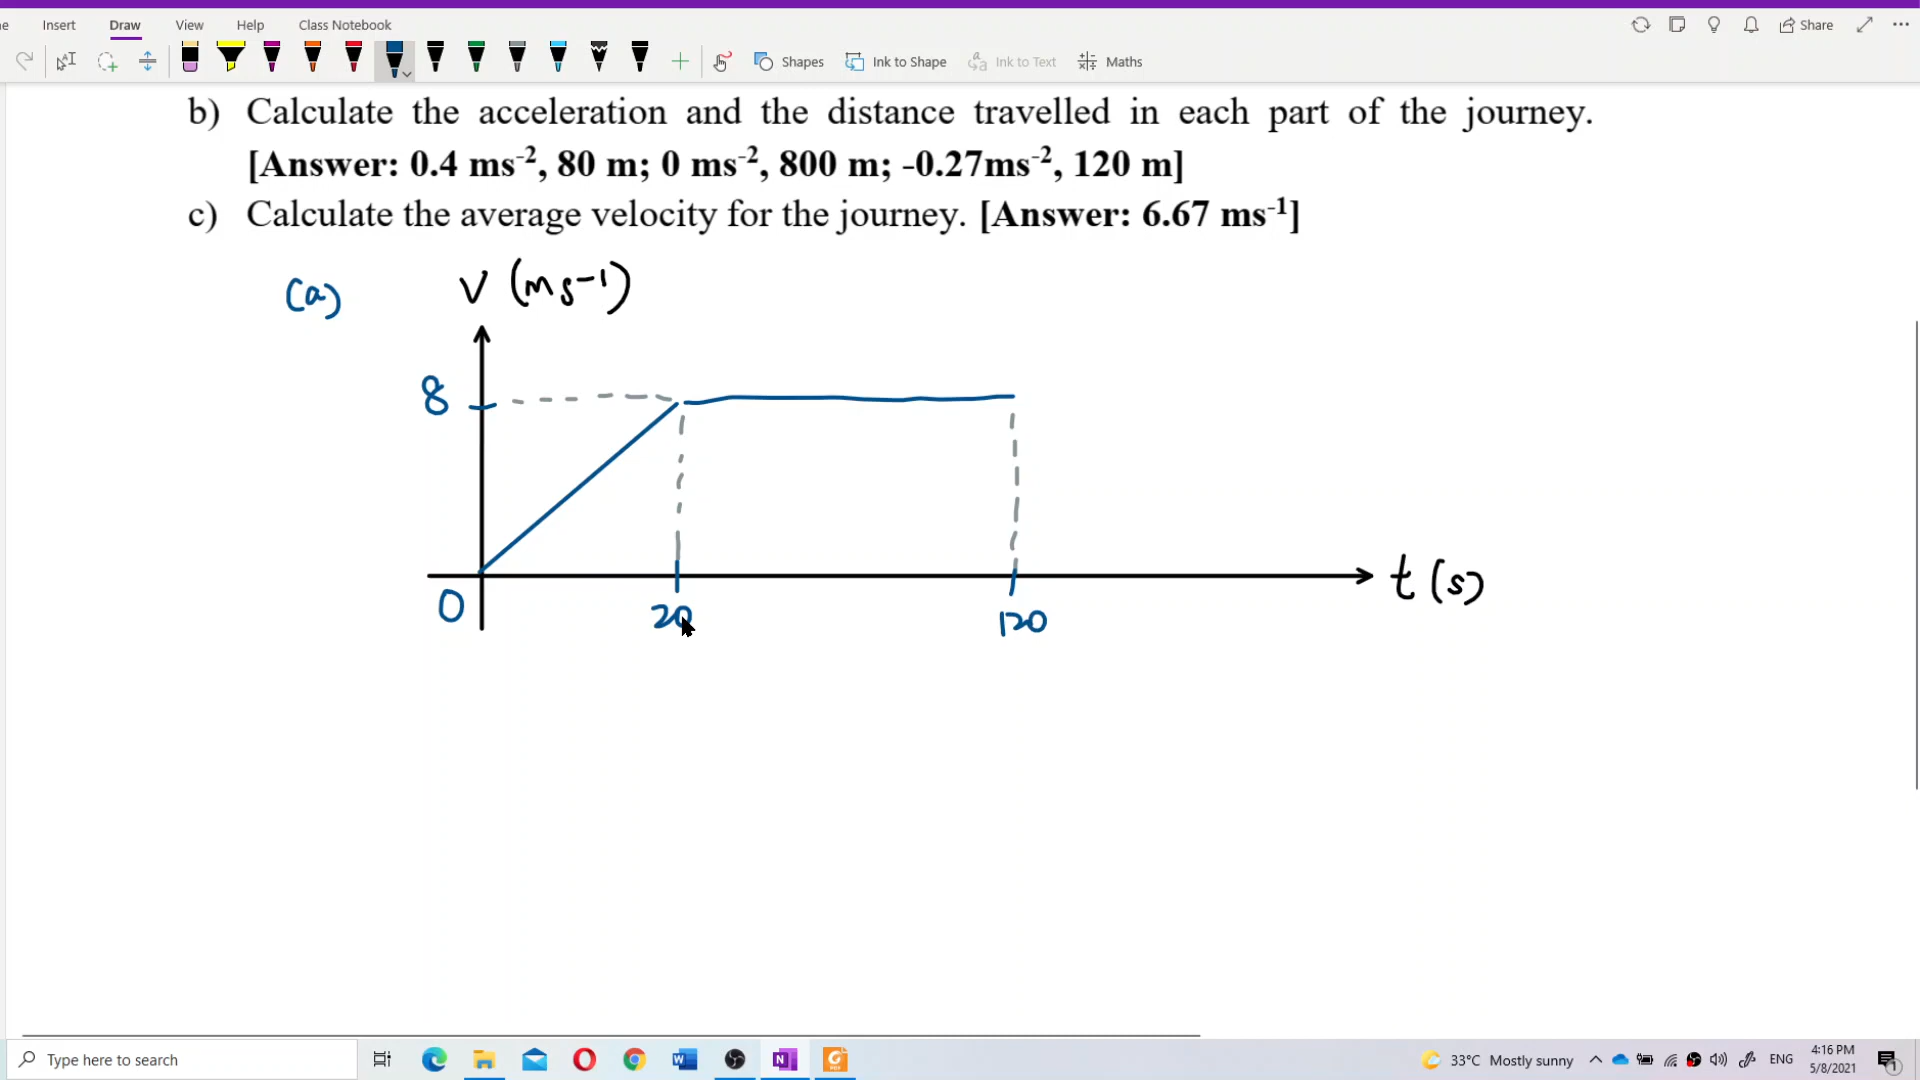 Insert Draw View Help Class Notebook Share
Shapes Ink to Shape Ink to Text Maths
b) Calculate the acceleration and the distance travelled in each part of the journey.
[Answer: 0.4 ms-2, 80 m; 0 ms-2, 800 m; -0.27ms-2, 120 m]
c) Calculate the average velocity for the journey. [Answer: 6.67 ms-1]
(a) V (ms-1)
8
0 20 120 t (s)
Type here to search 33°C Mostly sunny ENG 4:16 PM
5/8/2021